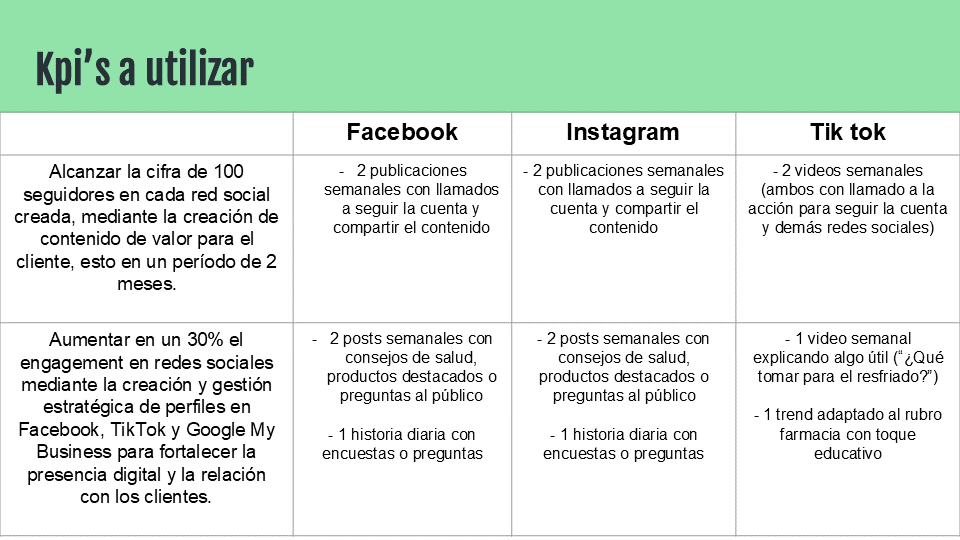 Kpi’s a utilizar
Facebook
Instagram
Tik tok
Alcanzar la cifra de 100
seguidores en cada red social
creada, mediante la creación de
contenido de valor para el
cliente, esto en un período de 2
meses.
- 2 publicaciones
semanales con llamados
a seguir la cuenta y
compartir el contenido
- 2 publicaciones semanales
con llamados a seguir la
cuenta y compartir el
contenido
- 2 videos semanales
(ambos con llamado a la
acción para seguir la cuenta
y demás redes sociales)
Aumentar en un 30% el
engagement en redes sociales
mediante la creación y gestión
estratégica de perfiles en
Facebook, TikTok y Google My
Business para fortalecer la
presencia digital y la relación
con los clientes.
- 2 posts semanales con
consejos de salud,
productos destacados o
preguntas al público
- 1 historia diaria con
encuestas o preguntas
- 2 posts semanales con
consejos de salud,
productos destacados o
preguntas al público
- 1 historia diaria con
encuestas o preguntas
- 1 video semanal
explicando algo útil (“¿Qué
tomar para el resfriado?”)
- 1 trend adaptado al rubro
farmacia con toque
educativo